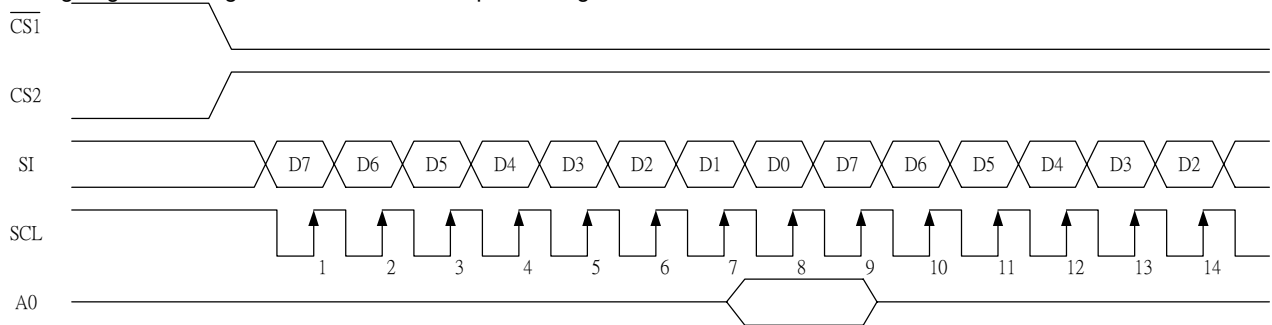 CS1
CS2
SI D7 D6 D5 D4 D3 D2 D1 D0 D7 D6 D5 D4 D3 D2
SCL
1 2 3 4 5 6 7 8 9 10 11 12 13 14
A0